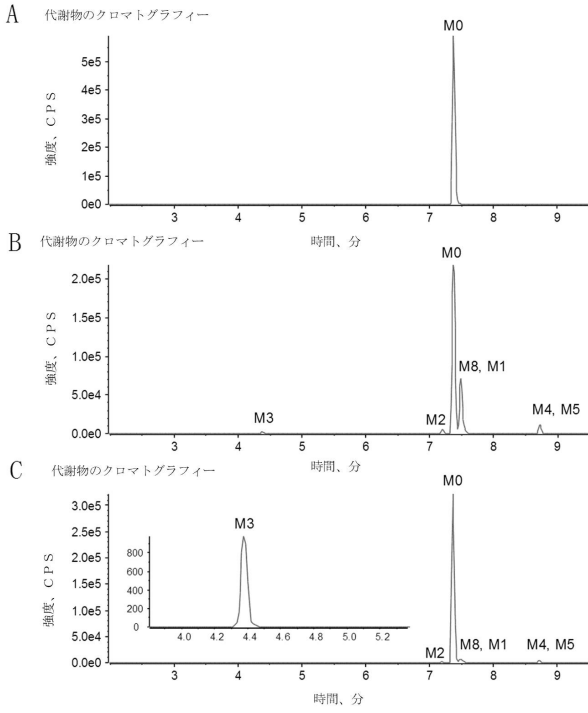 A 代謝物のクロマトグラフィー
M0
5e5
4e5
3e5
2e5
1e5
0e0
強度、CPS
3 4 5 6 7 8 9
時間、分
B 代謝物のクロマトグラフィー
M0
2.0e5
1.5e5
1.0e5
5.0e4
0.0e0
強度、CPS
M8, M1
M3
M2
M4, M5
3 4 5 6 7 8 9
時間、分
C 代謝物のクロマトグラフィー
M0
3.0e5
2.5e5
2.0e5
1.5e5
1.0e5
5.0e4
0.0e0
強度、CPS
M3
800
600
400
200
0
4.0 4.2 4.4 4.6 4.8 5.0 5.2
M2
M8, M1
M4, M5
3 4 5 6 7 8 9
時間、分